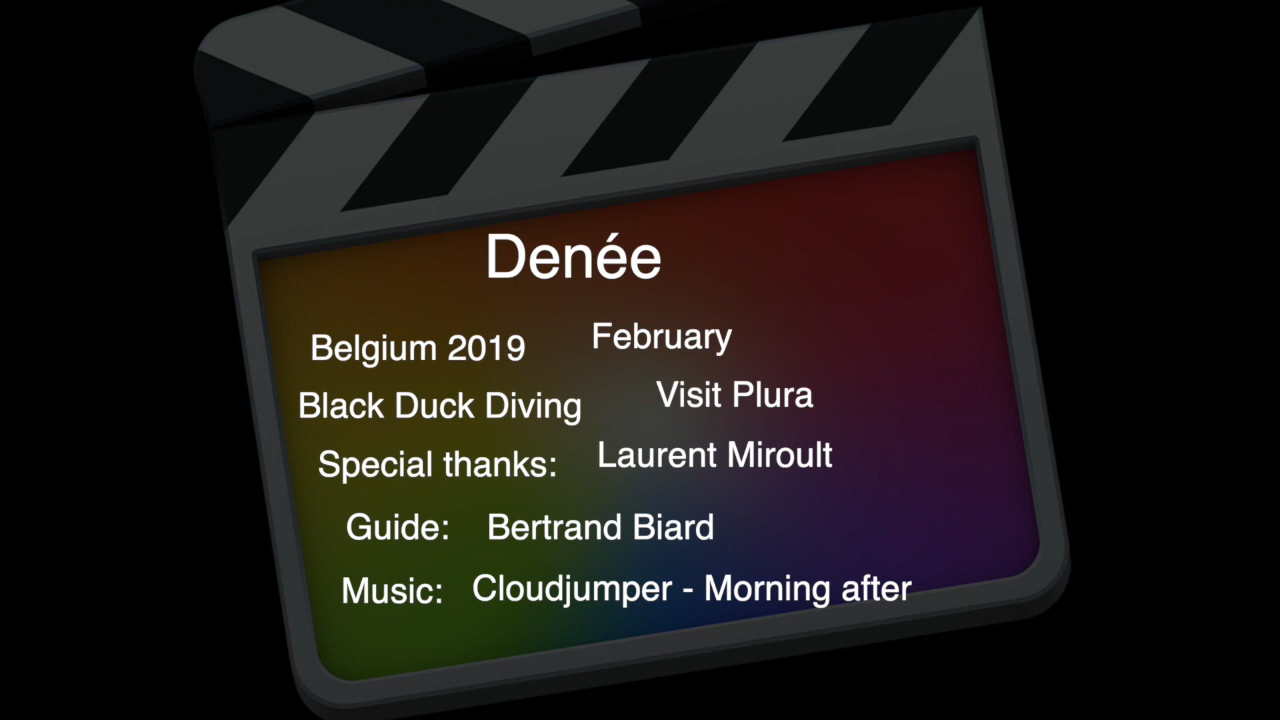 Denée
Belgium 2019 February
Black Duck Diving Visit Plura
Special thanks: Laurent Miroult
Guide: Bertrand Biard
Music: Cloudjumper - Morning after